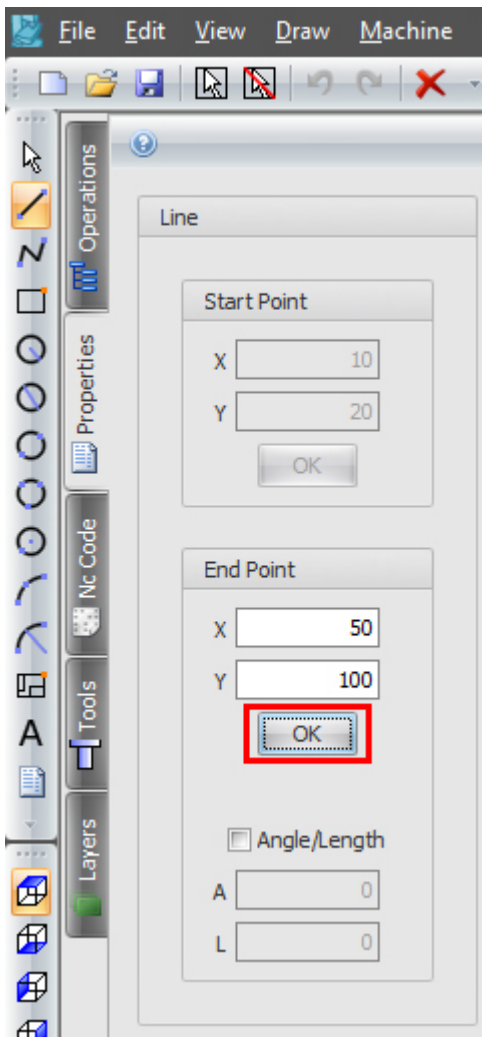 File Edit View Draw Machine
Operations
Properties
Nc Code
Tools
Layers
Line
Start Point
X 10
Y 20
OK
End Point
X 50
Y 100
OK
Angle/Length
A 0
L 0
A